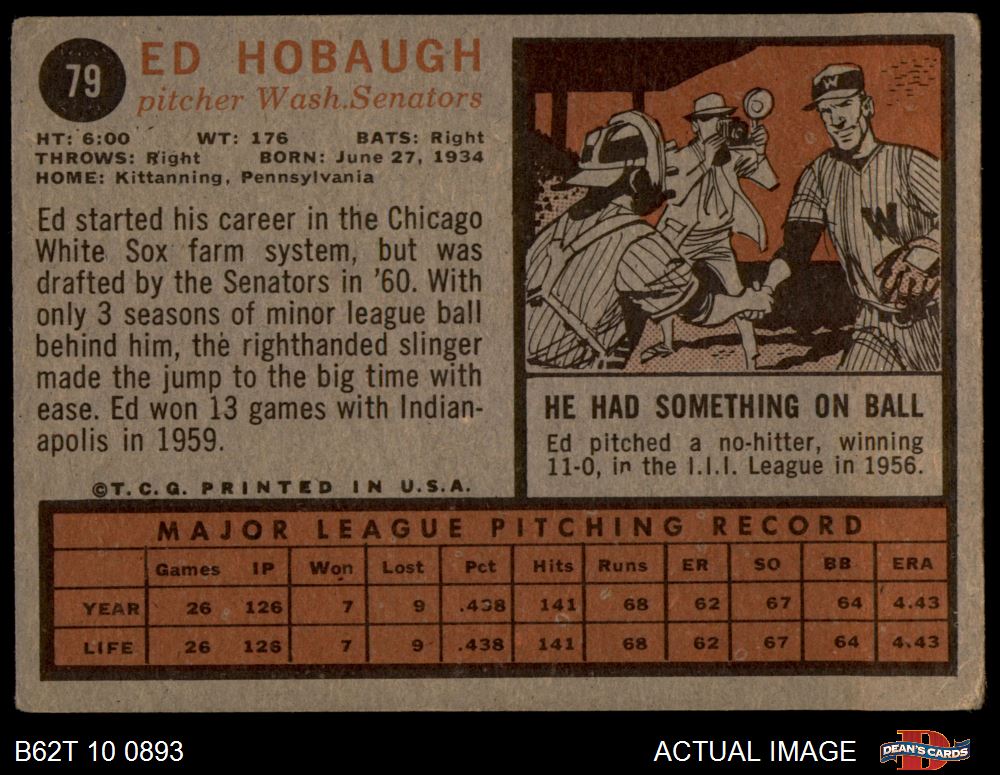 79
ED HOBAUGH
pitcher Wash. Senators
HT: 6:00 WT: 176 BATS: Right
THROWS: Right BORN: June 27, 1934
HOME: Kittanning, Pennsylvania
Ed started his career in the Chicago
White Sox farm system, but was
drafted by the Senators in '60. With
only 3 seasons of minor league ball
behind him, the righthanded slinger
made the jump to the big time with
ease. Ed won 13 games with Indian-
apolis in 1959.
©T.C.G. PRINTED IN U.S.A.
W
W
HE HAD SOMETHING ON BALL
Ed pitched a no-hitter, winning
11-0, in the I.I.I. League in 1956.
MAJOR LEAGUE PITCHING RECORD
Games IP Won Lost Pct Hits Runs ER SO BB ERA
YEAR 26 126 7 9 .438 141 68 62 67 64 4.43
LIFE 26 126 7 9 .438 141 68 62 67 64 4.43
B62T 10 0893
ACTUAL IMAGE
D
DEAN'S CARDS